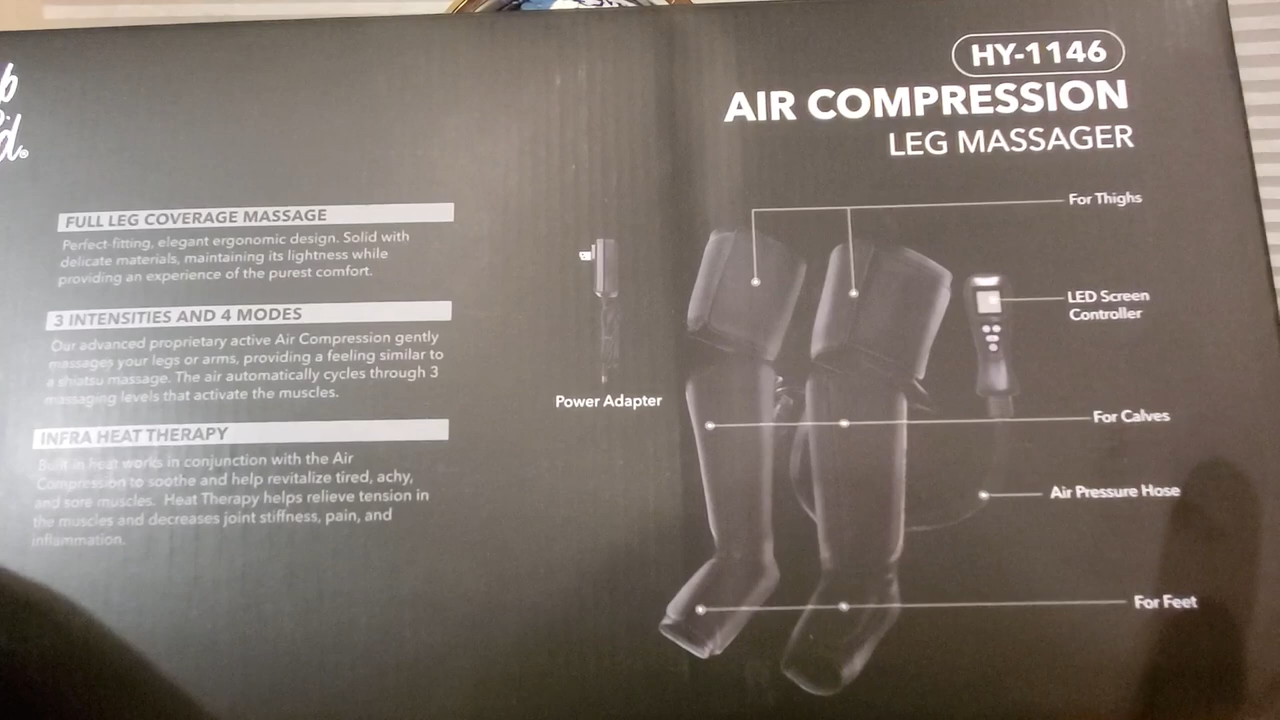 HY-1146
AIR COMPRESSION
LEG MASSAGER
FULL LEG COVERAGE MASSAGE
Perfect-fitting, elegant ergonomic design. Solid with
delicate materials, maintaining its lightness while
providing an experience of the purest comfort.
3 INTENSITIES AND 4 MODES
Our advanced proprietary active Air Compression gently
massages your legs or arms, providing a feeling similar to
a shiatsu massage. The air automatically cycles through 3
massaging levels that activate the muscles.
INFRA HEAT THERAPY
Built in heat works in conjunction with the Air
Compression to soothe and help revitalize tired, achy,
and sore muscles. Heat Therapy helps relieve tension in
the muscles and decreases joint stiffness, pain, and
inflammation.
Power Adapter
For Thighs
LED Screen
Controller
For Calves
Air Pressure Hose
For Feet